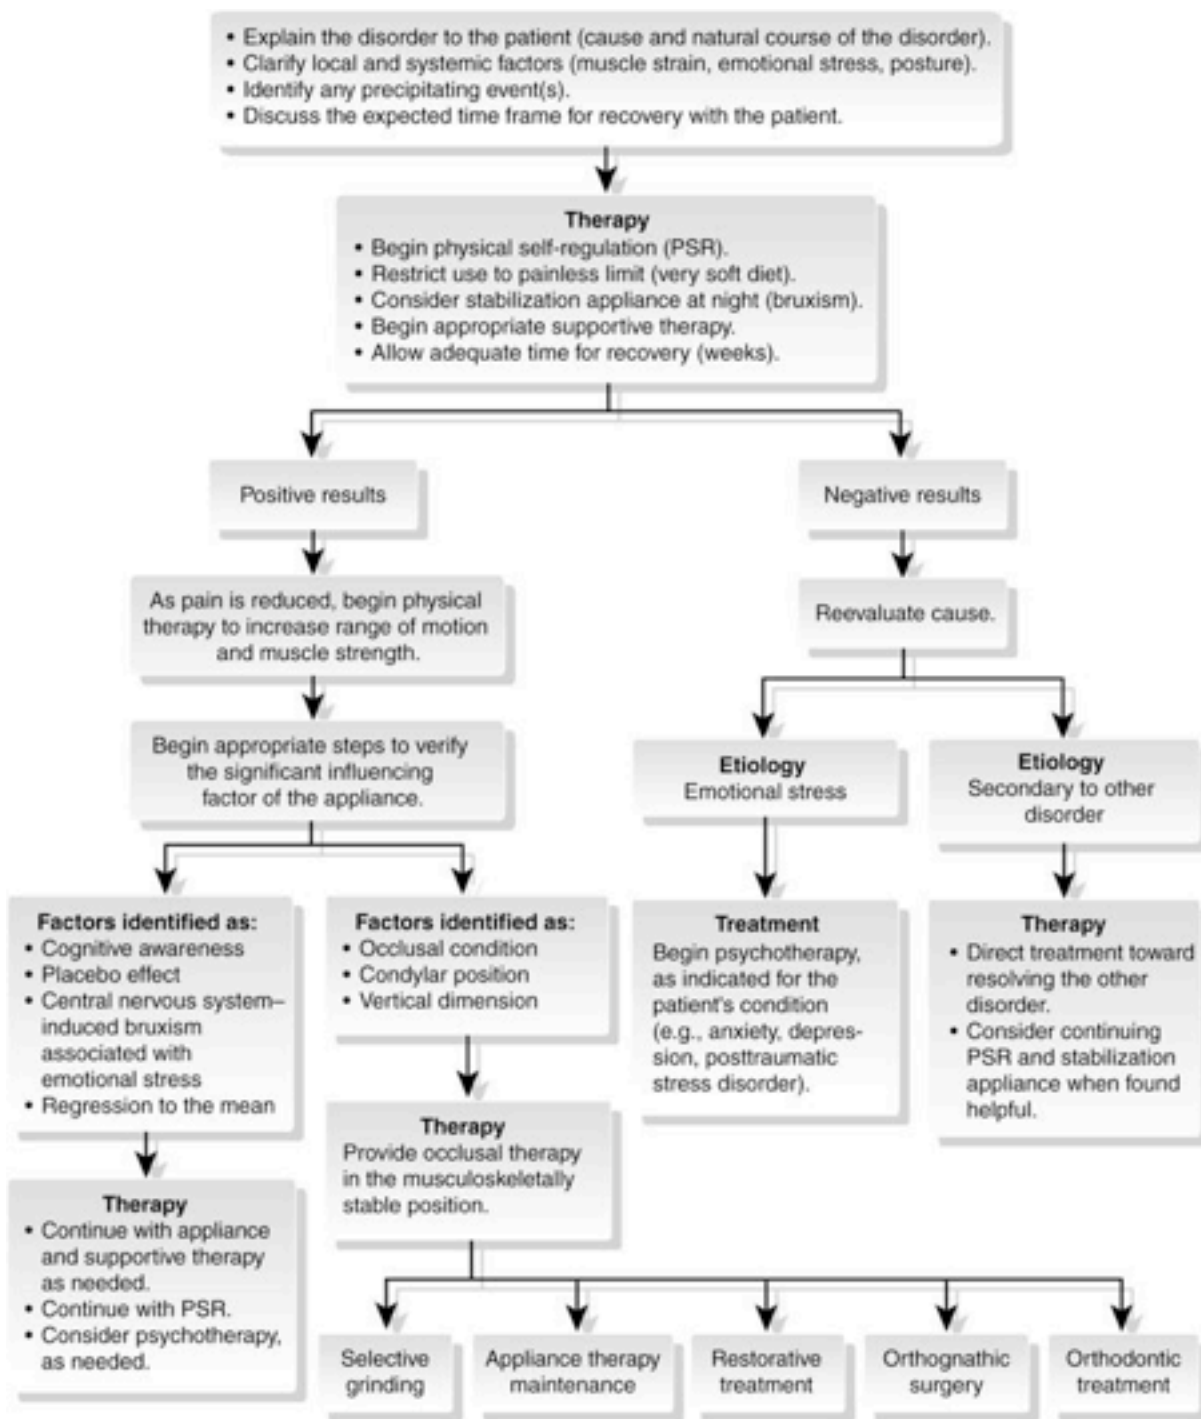 • Explain the disorder to the patient (cause and natural course of the disorder).
• Clarify local and systemic factors (muscle strain, emotional stress, posture).
• Identify any precipitating event(s).
• Discuss the expected time frame for recovery with the patient.
Therapy
• Begin physical self-regulation (PSR).
• Restrict use to painless limit (very soft diet).
• Consider stabilization appliance at night (bruxism).
• Begin appropriate supportive therapy.
• Allow adequate time for recovery (weeks).
Positive results
Negative results
As pain is reduced, begin physical
therapy to increase range of motion
and muscle strength.
Reevaluate cause.
Begin appropriate steps to verify
the significant influencing
factor of the appliance.
Etiology
Emotional stress
Etiology
Secondary to other
disorder
Factors identified as:
• Cognitive awareness
• Placebo effect
• Central nervous system–
induced bruxism
associated with
emotional stress
• Regression to the mean
Factors identified as:
• Occlusal condition
• Condylar position
• Vertical dimension
Treatment
Begin psychotherapy,
as indicated for the
patient's condition
(e.g., anxiety, depres-
sion, posttraumatic
stress disorder).
Therapy
• Direct treatment toward
resolving the other
disorder.
• Consider continuing
PSR and stabilization
appliance when found
helpful.
Therapy
Provide occlusal therapy
in the musculoskeletally
stable position.
Therapy
• Continue with appliance
and supportive therapy
as needed.
• Continue with PSR.
• Consider psychotherapy,
as needed.
Selective
grinding
Appliance therapy
maintenance
Restorative
treatment
Orthognathic
surgery
Orthodontic
treatment